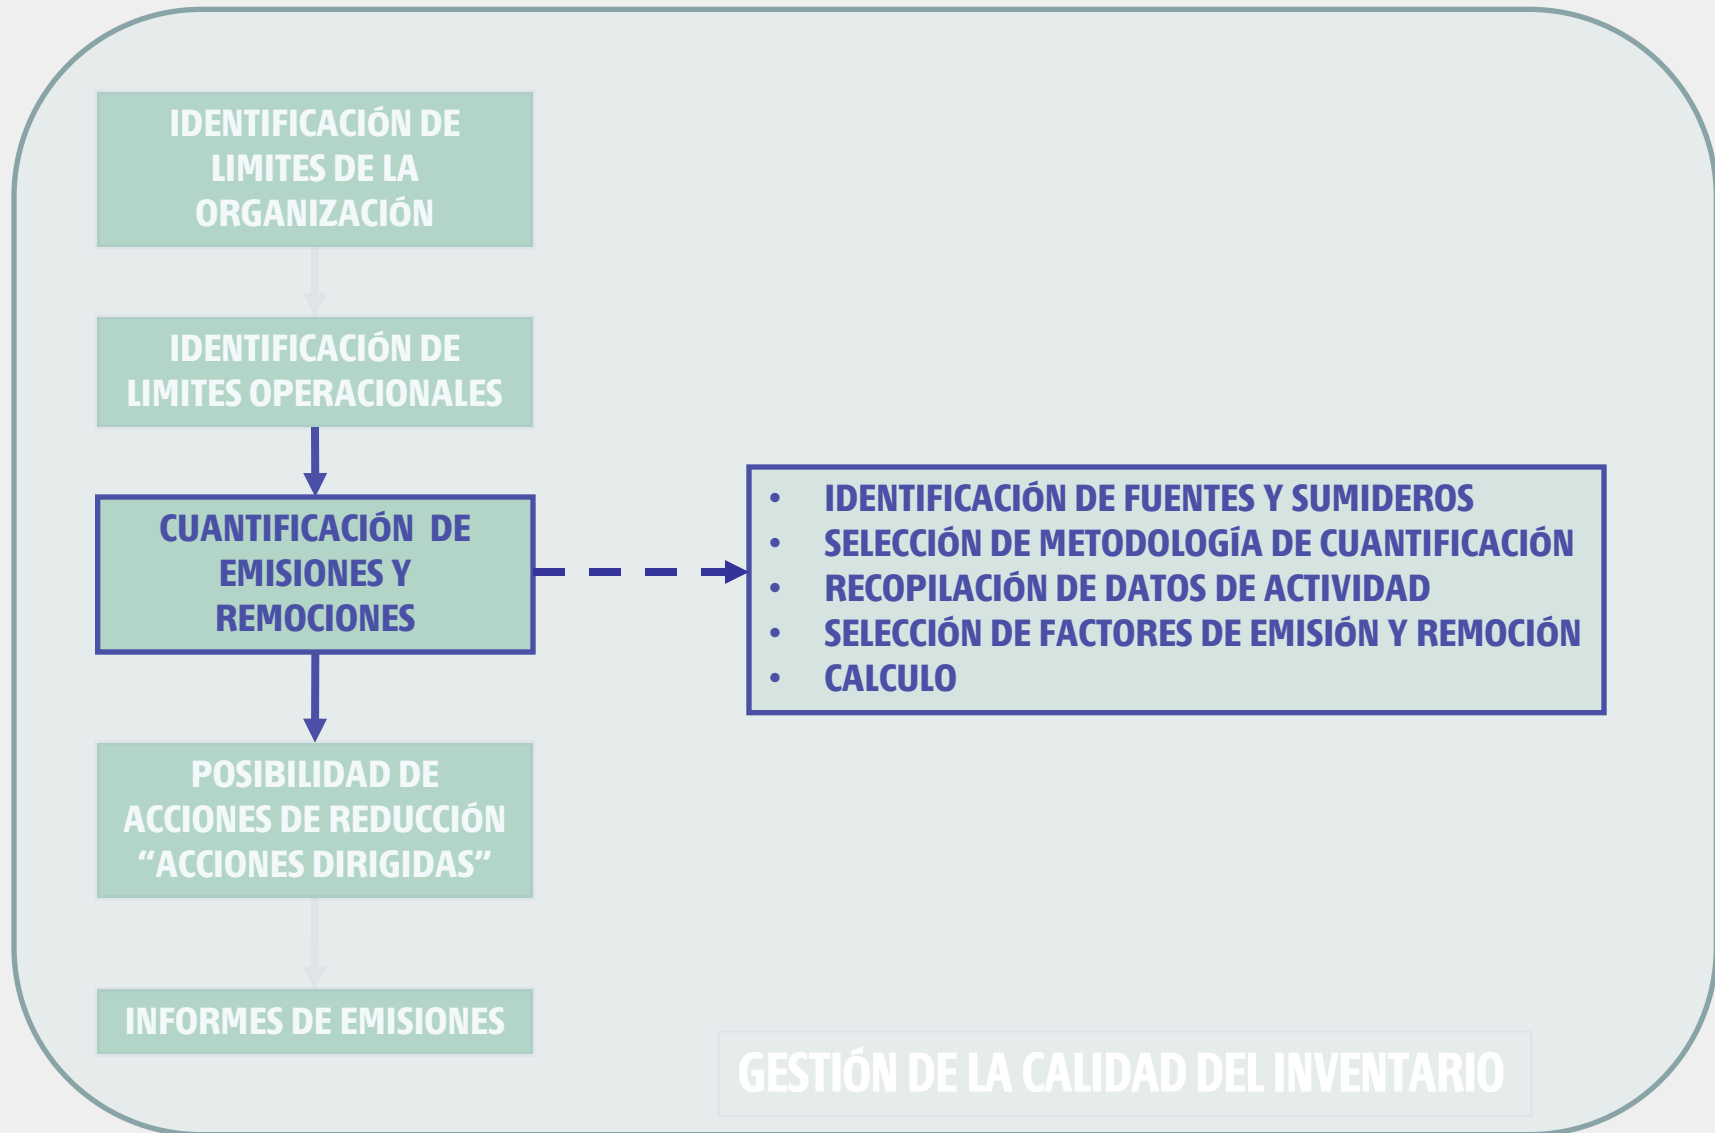 IDENTIFICACIÓN DE
LIMITES DE LA
ORGANIZACIÓN
IDENTIFICACIÓN DE
LIMITES OPERACIONALES
CUANTIFICACIÓN DE
EMISIONES Y
REMOCIONES
• IDENTIFICACIÓN DE FUENTES Y SUMIDEROS
• SELECCIÓN DE METODOLOGÍA DE CUANTIFICACIÓN
• RECOPILACIÓN DE DATOS DE ACTIVIDAD
• SELECCIÓN DE FACTORES DE EMISIÓN Y REMOCIÓN
• CALCULO
POSIBILIDAD DE
ACCIONES DE REDUCCIÓN
“ACCIONES DIRIGIDAS”
INFORMES DE EMISIONES
GESTIÓN DE LA CALIDAD DEL INVENTARIO